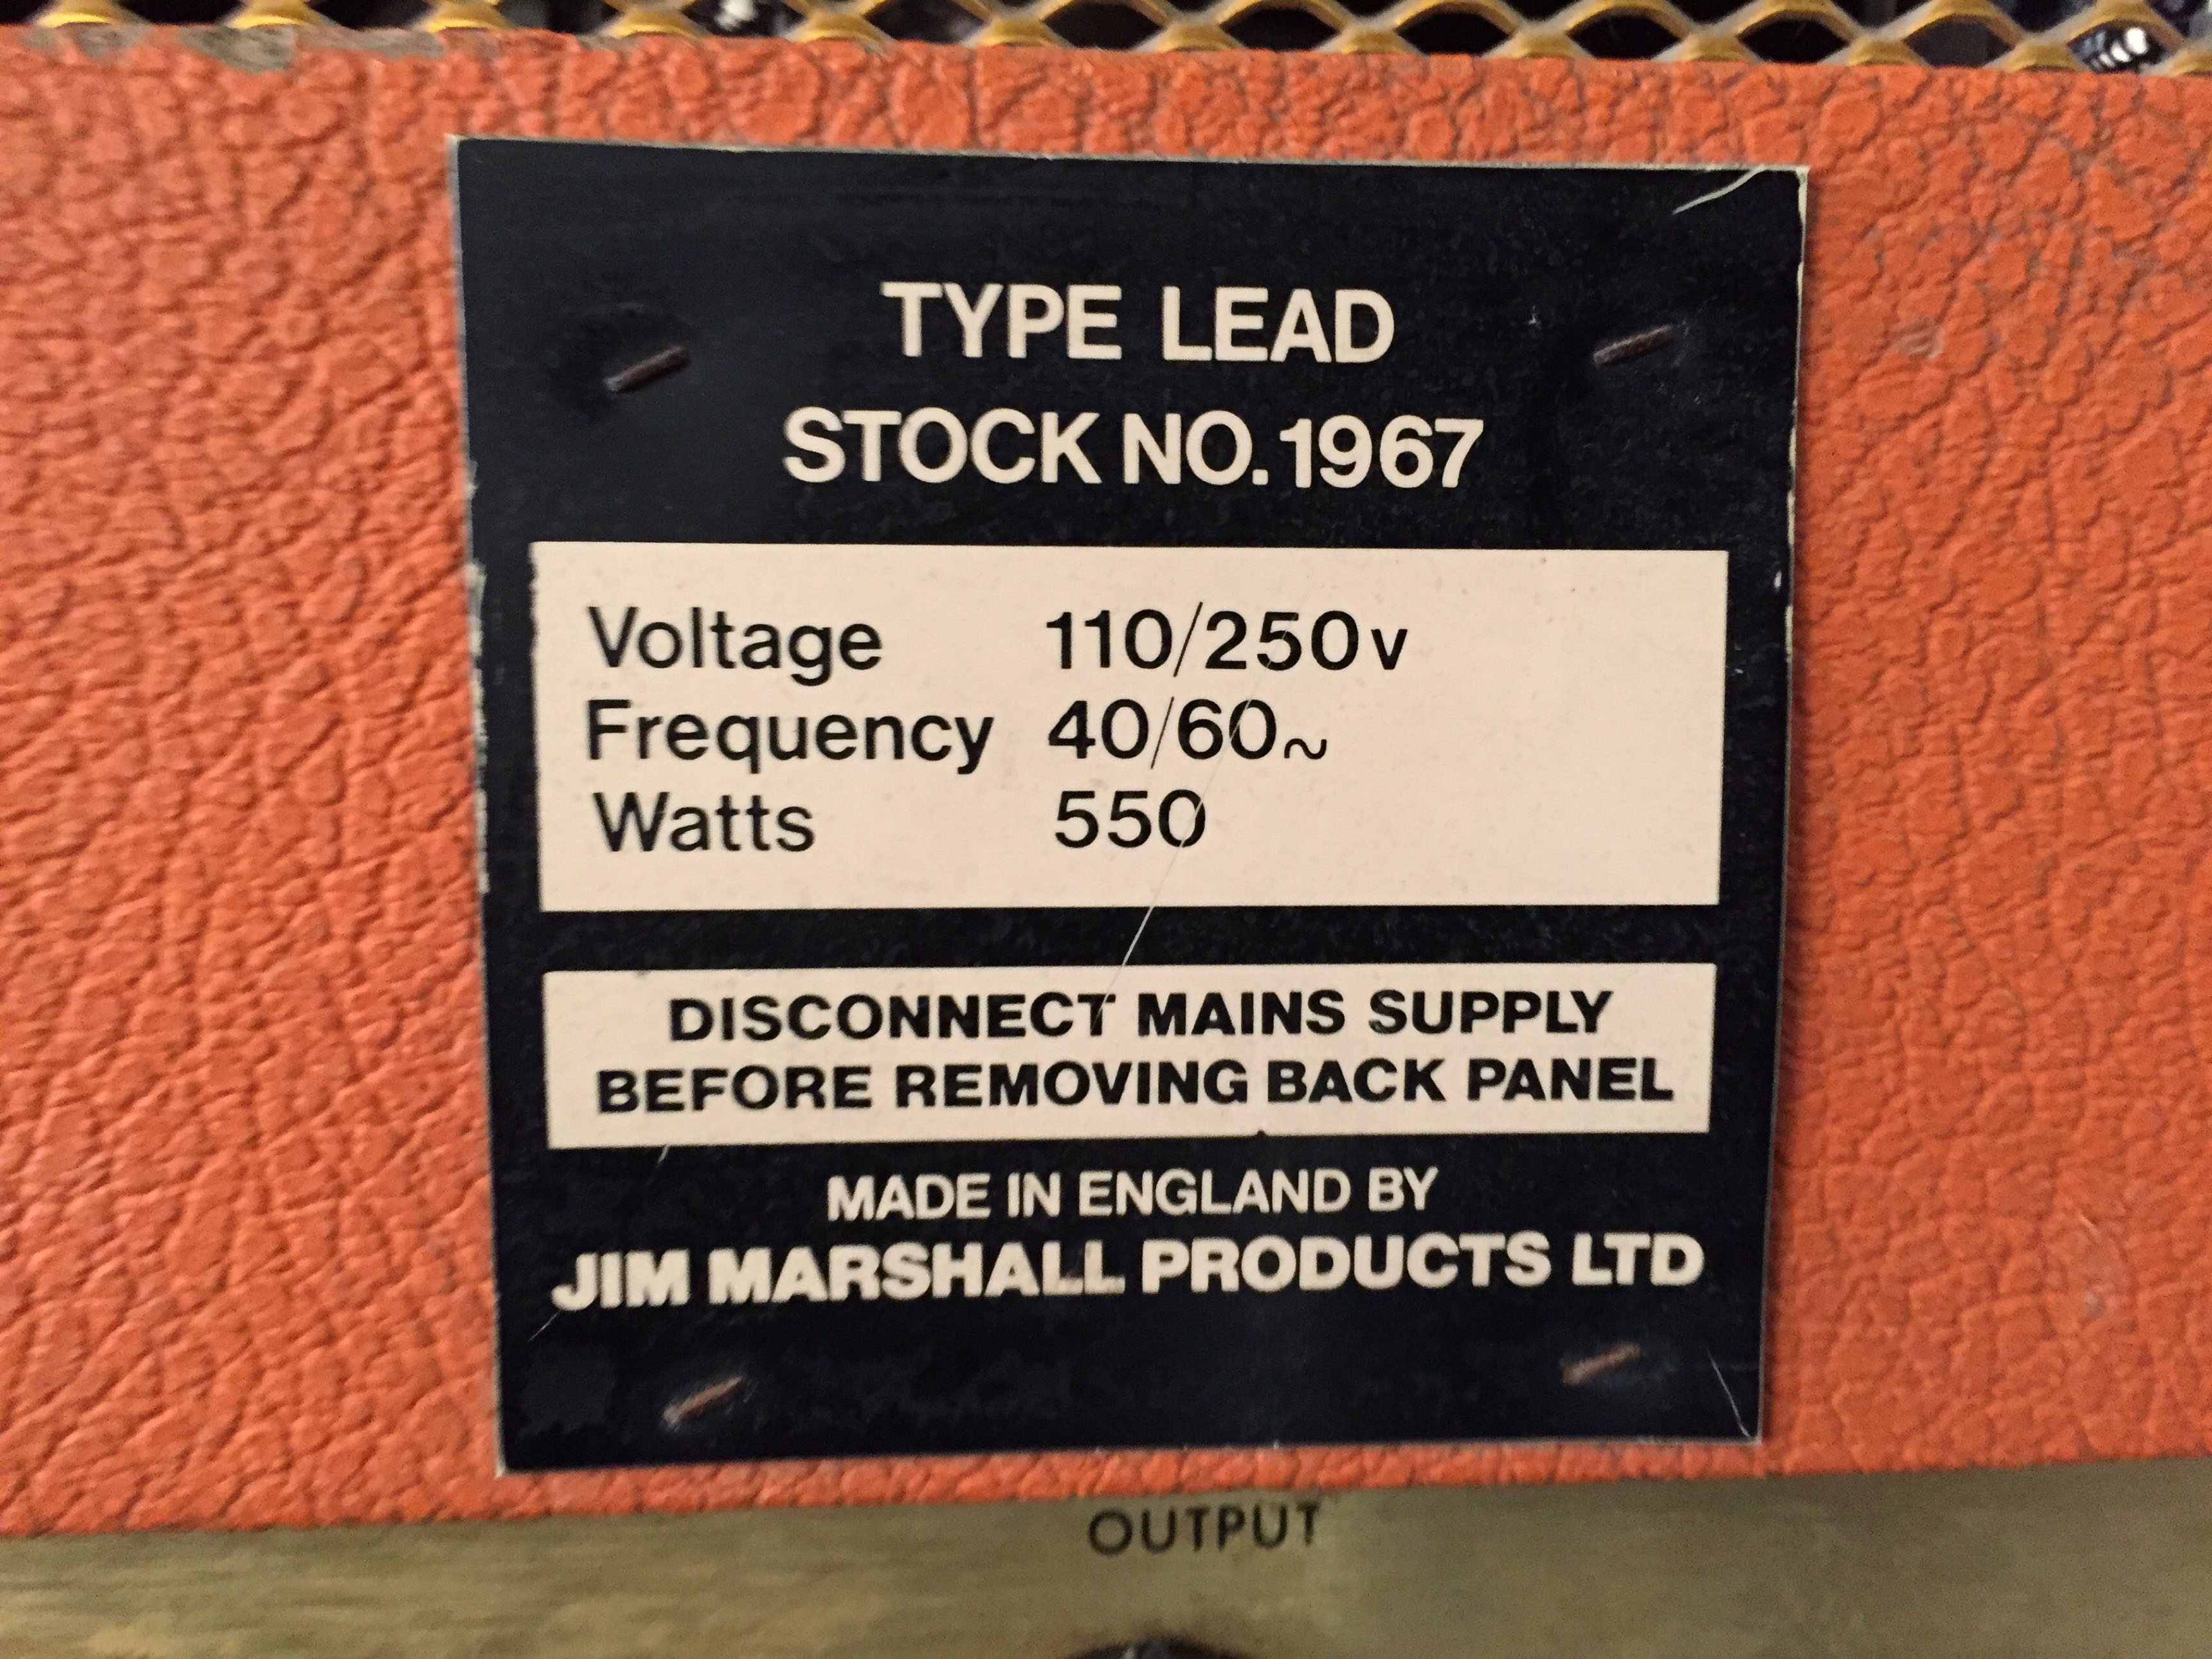 TYPE LEAD
STOCK NO.1967
Voltage 110/250v
Frequency 40/60~
Watts 550
DISCONNECT MAINS SUPPLY
BEFORE REMOVING BACK PANEL
MADE IN ENGLAND BY
JIM MARSHALL PRODUCTS LTD
OUTPUT